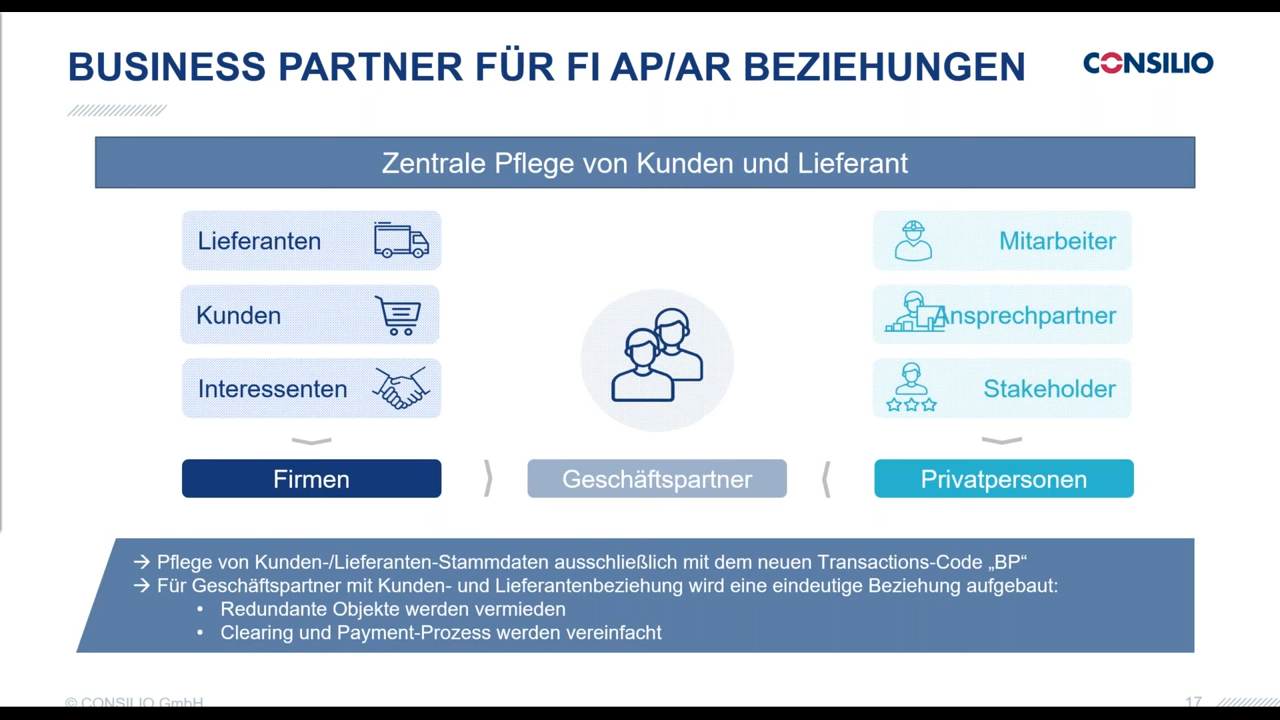 BUSINESS PARTNER FÜR FI AP/AR BEZIEHUNGEN
CONSILIO
Zentrale Pflege von Kunden und Lieferant
Lieferanten
Kunden
Interessenten
Mitarbeiter
Ansprechpartner
Stakeholder
Firmen
Geschäftspartner
Privatpersonen
→ Pflege von Kunden-/Lieferanten-Stammdaten ausschließlich mit dem neuen Transactions-Code „BP“
→ Für Geschäftspartner mit Kunden- und Lieferantenbeziehung wird eine eindeutige Beziehung aufgebaut:
• Redundante Objekte werden vermieden
• Clearing und Payment-Prozess werden vereinfacht
© CONSILIO GmbH
17